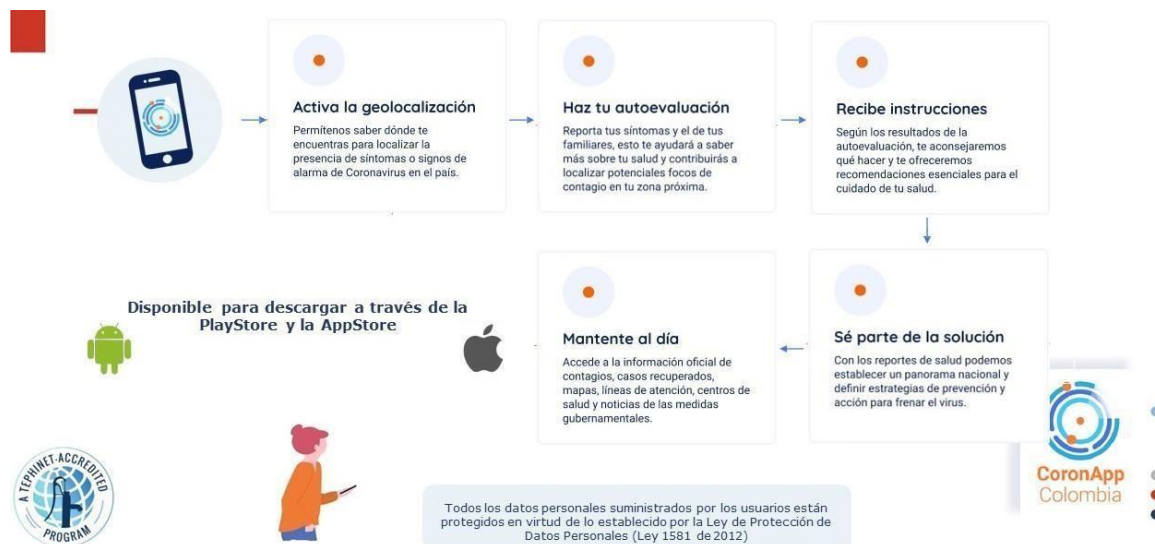 Activa la geolocalización
Permítenos saber dónde te
encuentras para localizar la
presencia de síntomas o signos de
alarma de Coronavirus en el país.
Haz tu autoevaluación
Reporta tus síntomas y el de tus
familiares, esto te ayudará a saber
más sobre tu salud y contribuirás a
localizar potenciales focos de
contagio en tu zona próxima.
Recibe instrucciones
Según los resultados de la
autoevaluación, te aconsejaremos
qué hacer y te ofreceremos
recomendaciones esenciales para el
cuidado de tu salud.
Sé parte de la solución
Con los reportes de salud podemos
establecer un panorama nacional y
definir estrategias de prevención y
acción para frenar el virus.
Mantente al día
Accede a la información oficial de
contagios, casos recuperados,
mapas, líneas de atención, centros de
salud y noticias de las medidas
gubernamentales.
Disponible para descargar a través de la
PlayStore y la AppStore
A TEPHINET-ACCREDITED
PROGRAM
Todos los datos personales suministrados por los usuarios están
protegidos en virtud de lo establecido por la Ley de Protección de
Datos Personales (Ley 1581 de 2012)
CoronApp
Colombia